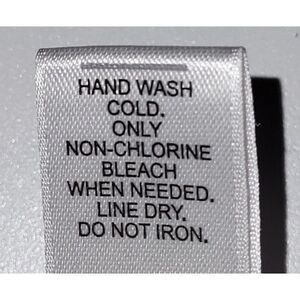 HAND WASH
COLD.
ONLY
NON-CHLORINE
BLEACH
WHEN NEEDED.
LINE DRY.
DO NOT IRON.